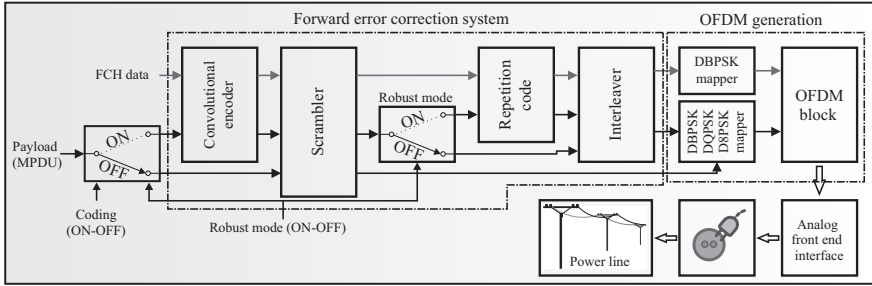 Forward error correction system
OFDM generation
FCH data
Convolutional
encoder
Scrambler
Robust mode
ON
OFF
Repetition
code
Interleaver
DBPSK
mapper
DBPSK
DQPSK
D8PSK
mapper
OFDM
block
Payload
(MPDU)
ON
OFF
Coding
(ON-OFF)
Robust mode (ON-OFF)
Power line
Analog
front end
interface